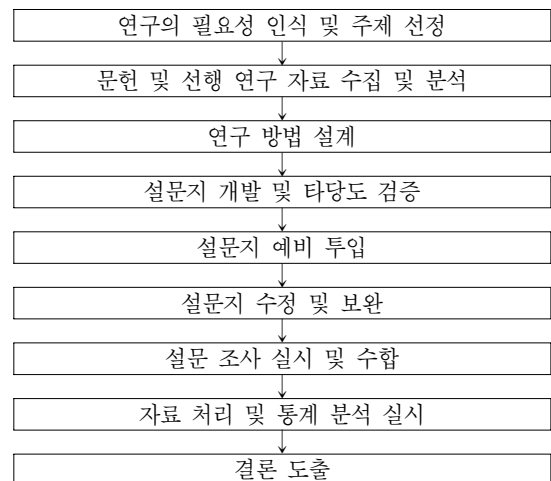 연구의 필요성 인식 및 주제 선정
문헌 및 선행 연구 자료 수집 및 분석
연구 방법 설계
설문지 개발 및 타당도 검증
설문지 예비 투입
설문지 수정 및 보완
설문 조사 실시 및 수합
자료 처리 및 통계 분석 실시
결론 도출